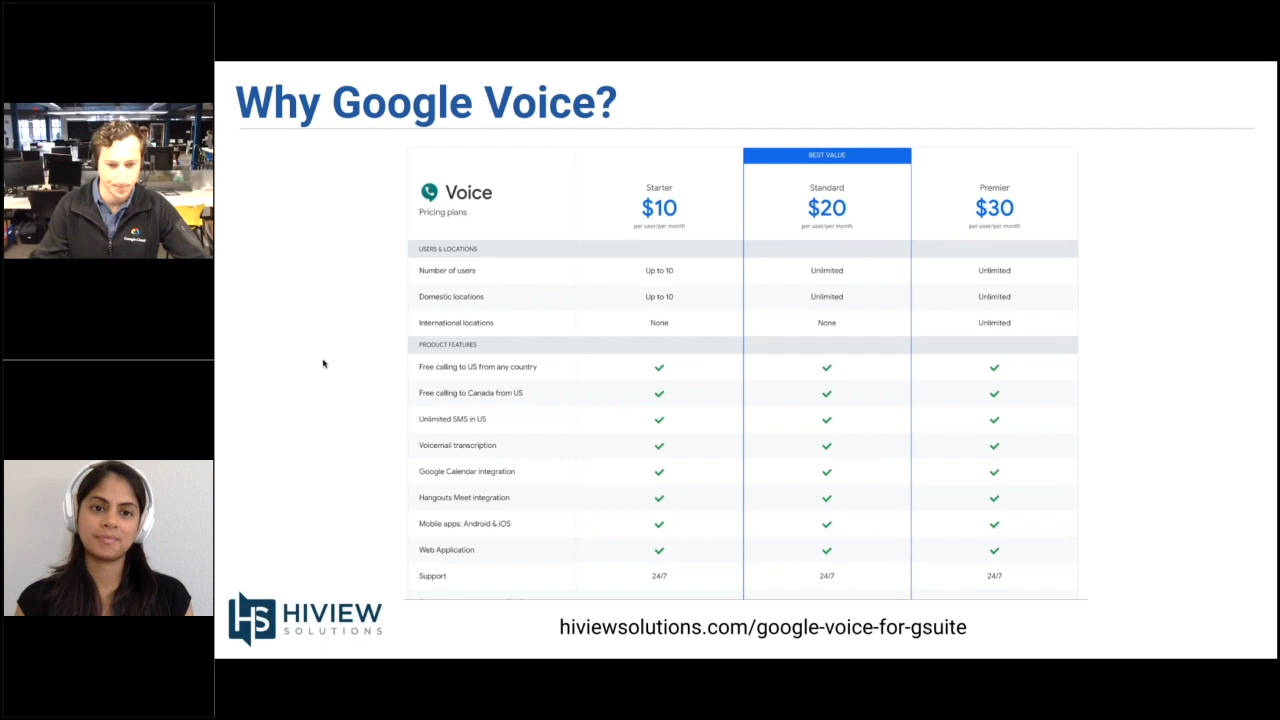 Why Google Voice?
BEST VALUE
Voice
Pricing plans
Starter
$10
per user/per month
Standard
$20
per user/per month
Premier
$30
per user/per month
USERS & LOCATIONS
Number of users Up to 10 Unlimited Unlimited
Domestic locations Up to 10 Unlimited Unlimited
International locations None None Unlimited
PRODUCT FEATURES
Free calling to US from any country
Free calling to Canada from US
Unlimited SMS in US
Voicemail transcription
Google Calendar integration
Hangouts Meet integration
Mobile apps: Android & iOS
Web Application
Support 24/7 24/7 24/7
HS HIVIEW
SOLUTIONS
hiviewsolutions.com/google-voice-for-gsuite
Google Cloud